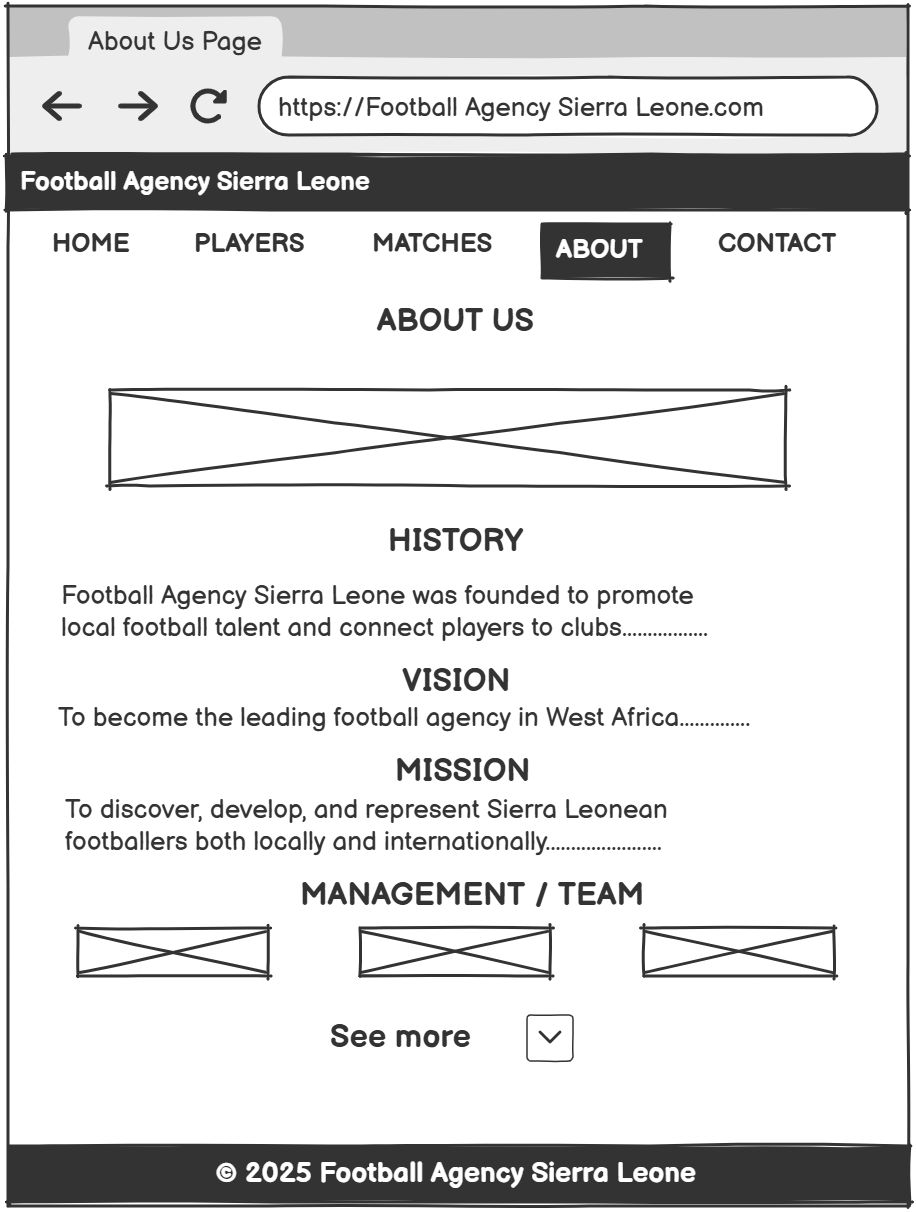 About Us Page
https://Football Agency Sierra Leone.com
Football Agency Sierra Leone
HOME PLAYERS MATCHES ABOUT CONTACT
ABOUT US
HISTORY
Football Agency Sierra Leone was founded to promote
local football talent and connect players to clubs.................
VISION
To become the leading football agency in West Africa..............
MISSION
To discover, develop, and represent Sierra Leonean
footballers both locally and internationally.......................
MANAGEMENT / TEAM
See more
© 2025 Football Agency Sierra Leone